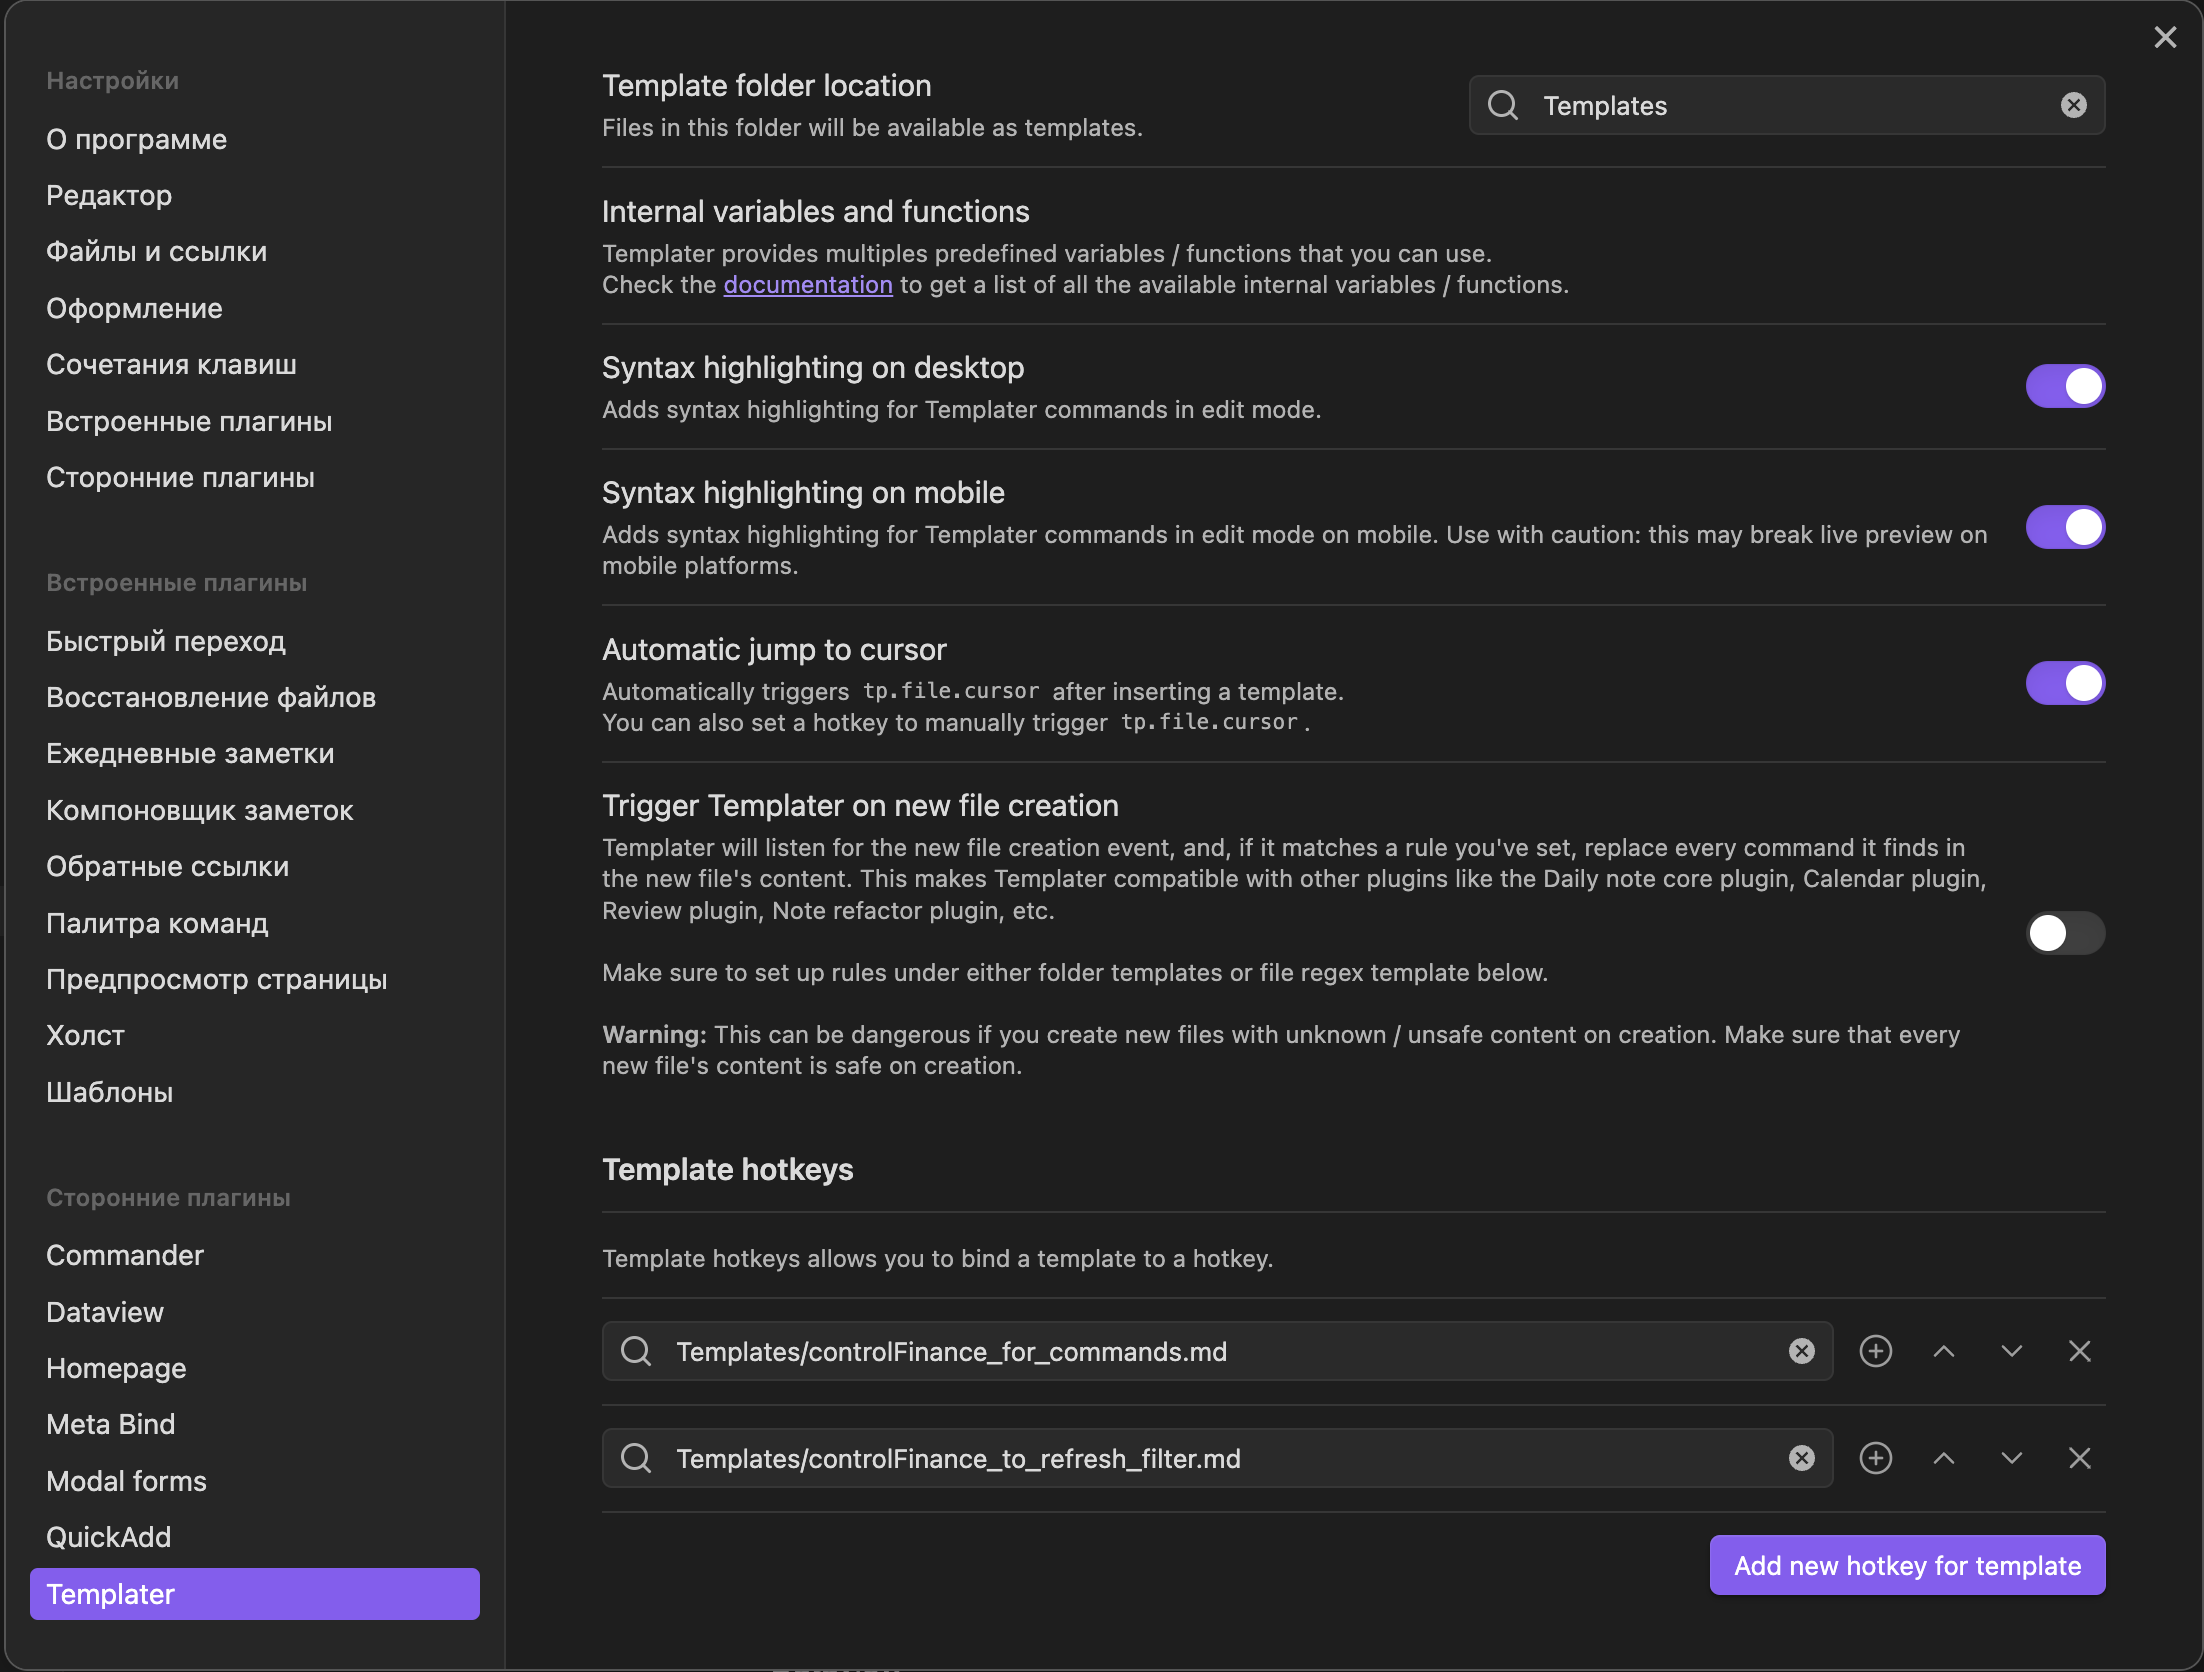 Настройки
О программе
Редактор
Файлы и ссылки
Оформление
Сочетания клавиш
Встроенные плагины
Сторонние плагины
Встроенные плагины
Быстрый переход
Восстановление файлов
Ежедневные заметки
Компоновщик заметок
Обратные ссылки
Палитра команд
Предпросмотр страницы
Холст
Шаблоны
Сторонние плагины
Commander
Dataview
Homepage
Meta Bind
Modal forms
QuickAdd
Templater
Template folder location
Files in this folder will be available as templates.
Templates
Internal variables and functions
Templater provides multiples predefined variables / functions that you can use.
Check the documentation to get a list of all the available internal variables / functions.
Syntax highlighting on desktop
Adds syntax highlighting for Templater commands in edit mode.
Syntax highlighting on mobile
Adds syntax highlighting for Templater commands in edit mode on mobile. Use with caution: this may break live preview on
mobile platforms.
Automatic jump to cursor
Automatically triggers tp.file.cursor after inserting a template.
You can also set a hotkey to manually trigger tp.file.cursor.
Trigger Templater on new file creation
Templater will listen for the new file creation event, and, if it matches a rule you've set, replace every command it finds in
the new file's content. This makes Templater compatible with other plugins like the Daily note core plugin, Calendar plugin,
Review plugin, Note refactor plugin, etc.
Make sure to set up rules under either folder templates or file regex template below.
Warning: This can be dangerous if you create new files with unknown / unsafe content on creation. Make sure that every
new file's content is safe on creation.
Template hotkeys
Template hotkeys allows you to bind a template to a hotkey.
Templates/controlFinance_for_commands.md
Templates/controlFinance_to_refresh_filter.md
Add new hotkey for template